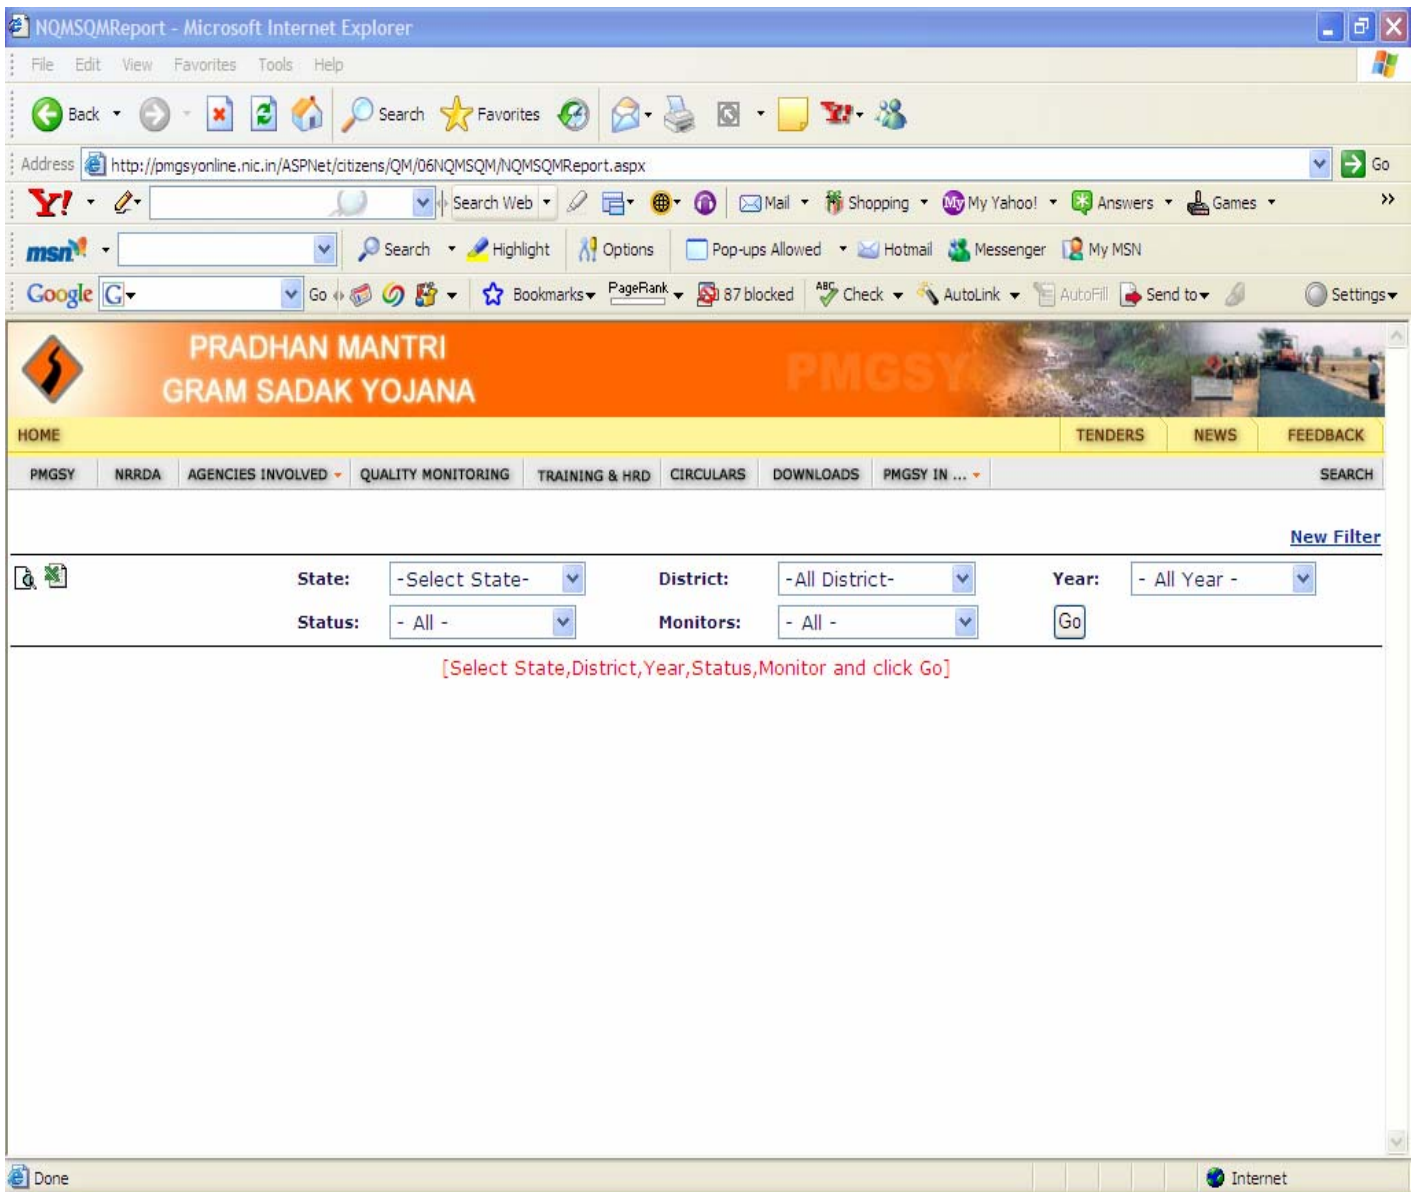 NQMSQMReport - Microsoft Internet Explorer
File Edit View Favorites Tools Help
Back Search Favorites Y!
Address http://pmgsyonline.nic.in/ASPNet/citizens/QM/06NQMSQM/NQMSQMReport.aspx Go
Y! Search Web Mail Shopping My My Yahoo! Answers Games »
msn Search Highlight Options Pop-ups Allowed Hotmail Messenger My MSN
Google G Go Bookmarks PageRank 87 blocked ABC Check AutoLink AutoFill Send to Settings
PRADHAN MANTRI
GRAM SADAK YOJANA
PMGSY
HOME TENDERS NEWS FEEDBACK
PMGSY NRRDA AGENCIES INVOLVED QUALITY MONITORING TRAINING & HRD CIRCULARS DOWNLOADS PMGSY IN ... SEARCH
New Filter
State: -Select State- District: -All District- Year: - All Year -
Status: - All - Monitors: - All - Go
[Select State,District,Year,Status,Monitor and click Go]
Done Internet